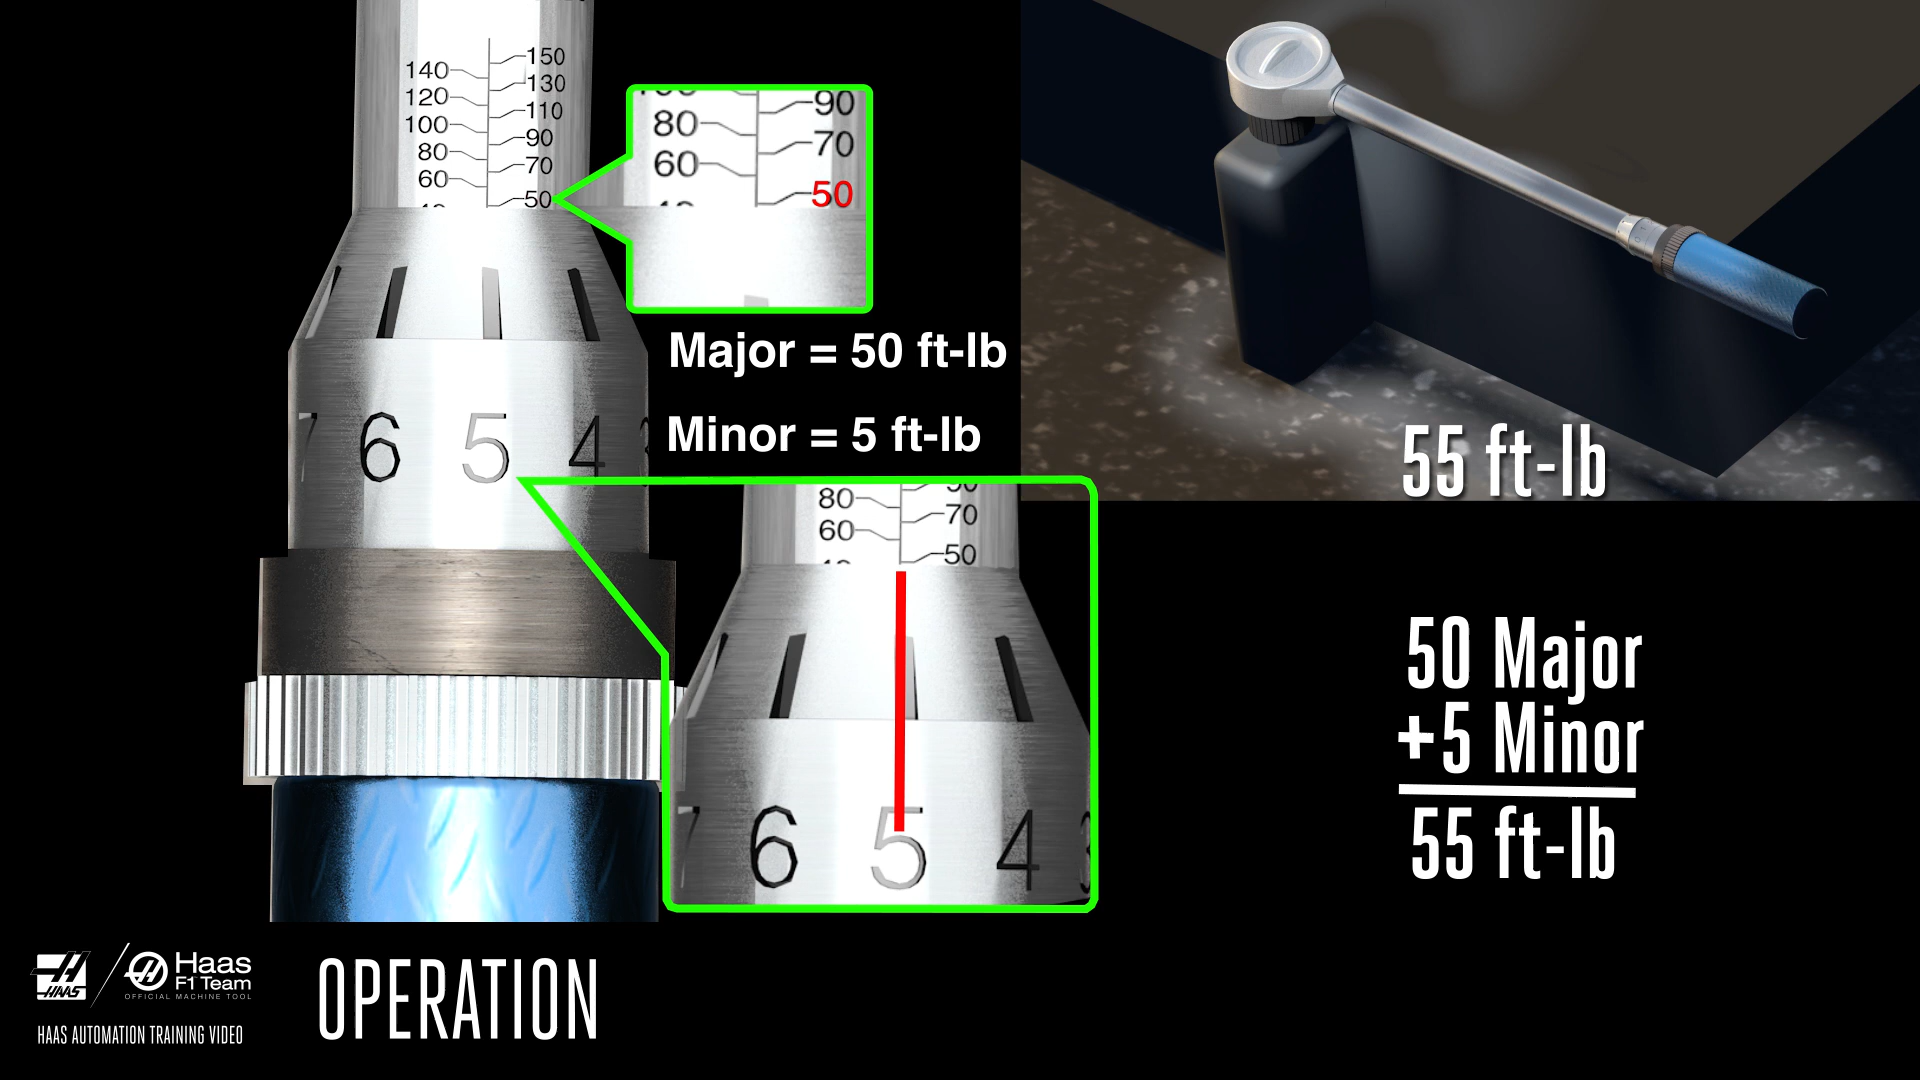 140 150
120 130
100 110
80 90
60 70
50
90
80
70
60
50
Major = 50 ft-lb
Minor = 5 ft-lb
6 5 4
80
70
60
50
6 5 4
55 ft-lb
50 Major
+5 Minor
55 ft-lb
HAAS
Haas
F1 Team
OFFICIAL MACHINE TOOL
HAAS AUTOMATION TRAINING VIDEO
OPERATION